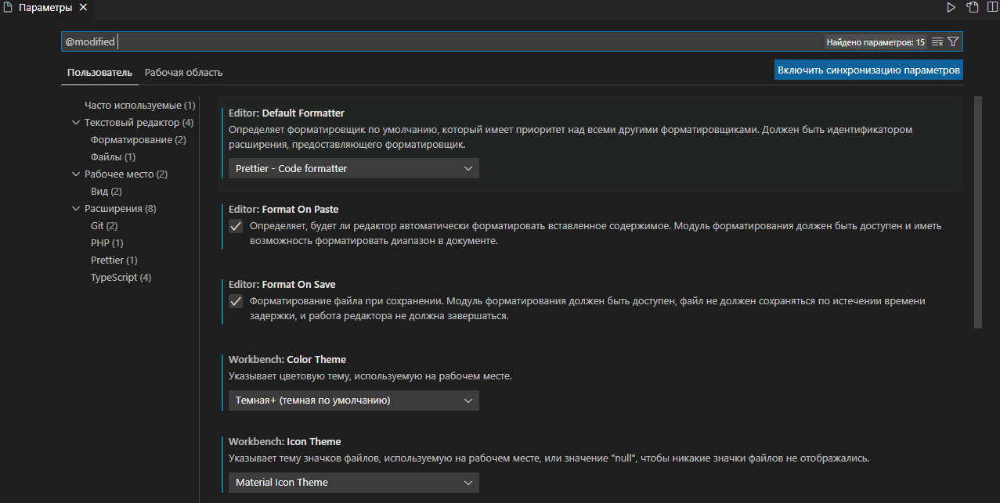 Параметры
@modified
Найдено параметров: 15
Пользователь
Рабочая область
Включить синхронизацию параметров
Часто используемые (1)
Текстовый редактор (4)
Форматирование (2)
Файлы (1)
Рабочее место (2)
Вид (2)
Расширения (8)
Git (2)
PHP (1)
Prettier (1)
TypeScript (4)
Editor: Default Formatter
Определяет форматировщик по умолчанию, который имеет приоритет над всеми другими форматировщиками. Должен быть идентификатором
расширения, предоставляющего форматировщик.
Prettier - Code formatter
Editor: Format On Paste
Определяет, будет ли редактор автоматически форматировать вставленное содержимое. Модуль форматирования должен быть доступен и иметь
возможность форматировать диапазон в документе.
Editor: Format On Save
Форматирование файла при сохранении. Модуль форматирования должен быть доступен, файл не должен сохраняться по истечении времени
задержки, и работа редактора не должна завершаться.
Workbench: Color Theme
Указывает цветовую тему, используемую на рабочем месте.
Темная+ (темная по умолчанию)
Workbench: Icon Theme
Указывает тему значков файлов, используемую на рабочем месте, или значение "null", чтобы никакие значки файлов не отображались.
Material Icon Theme